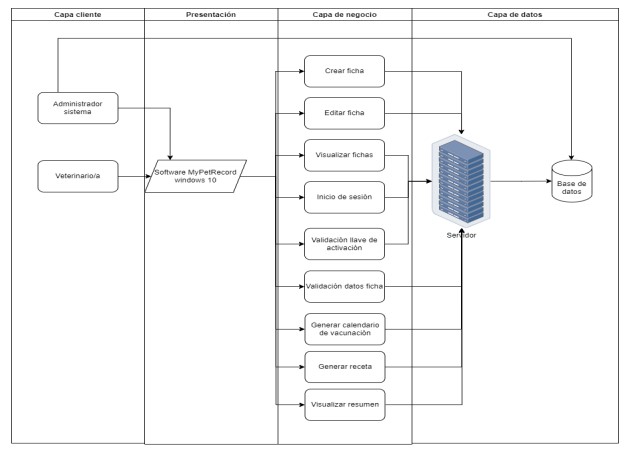 Capa cliente
Presentación
Capa de negocio
Capa de datos
Administrador
sistema
Veterinario/a
Software MyPetRecord
windows 10
Crear ficha
Editar ficha
Visualizar fichas
Inicio de sesión
Validación llave de
activación
Validación datos ficha
Generar calendario
de vacunación
Generar receta
Visualizar resumen
Servidor
Base de
datos